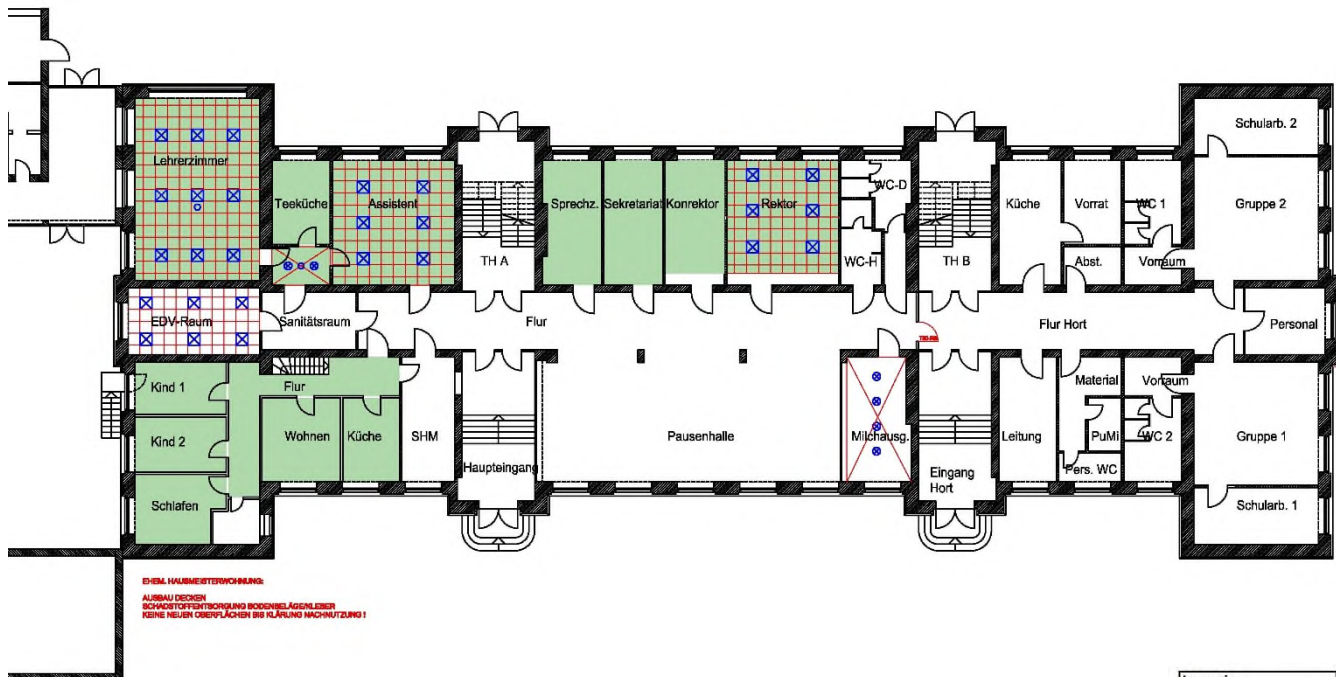 Schularb. 2
Lehrerzimmer
WC-D
Teeküche
Assistent
Sprechz.
Sekretariat
Konrektor
Rektor
Küche
Vorrat
WC 1
Gruppe 2
TH A
WC-H
TH B
Abst.
Vorraum
EDV-Raum
Sanitätsraum
Flur
Flur Hort
Personal
Kind 1
Flur
Material
Vorraum
Kind 2
Wohnen
Küche
SHM
Pausenhalle
Milchausg.
Leitung
PuMi
WC 2
Gruppe 1
Haupteingang
Eingang
Hort
Pers. WC
Schlafen
Schularb. 1
EHEM. HAUSMEISTERWOHNUNG:
AUSBAU DECKEN
SCHADSTOFFENTSORGUNG BODENBELÄGE/KLEBER
KEINE NEUEN OBERFLÄCHEN BIS KLÄRUNG NACHNUTZUNG !